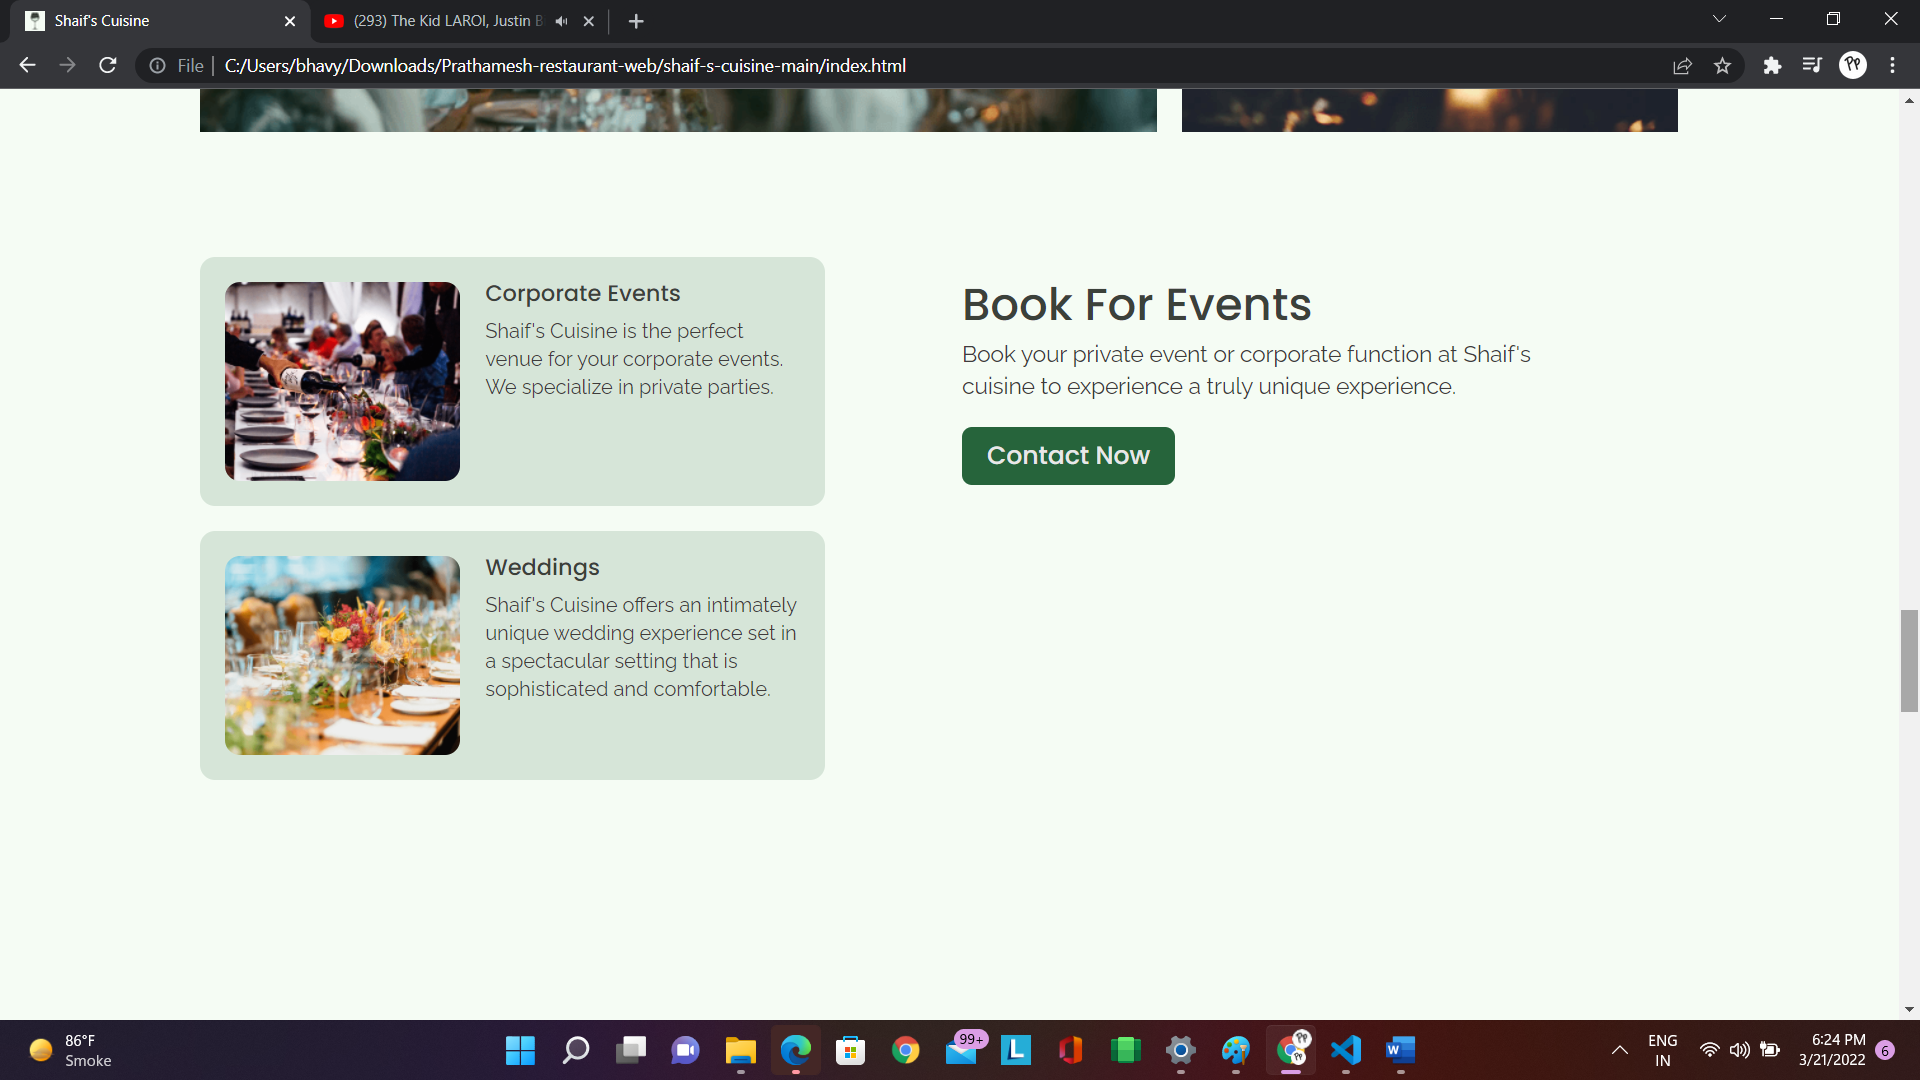 Shaif's Cuisine
(293) The Kid LAROI, Justin B
File
C:/Users/bhavy/Downloads/Prathamesh-restaurant-web/shaif-s-cuisine-main/index.html
Pp
Corporate Events
Shaif's Cuisine is the perfect
venue for your corporate events.
We specialize in private parties.
Book For Events
Book your private event or corporate function at Shaif's
cuisine to experience a truly unique experience.
Contact Now
Weddings
Shaif's Cuisine offers an intimately
unique wedding experience set in
a spectacular setting that is
sophisticated and comfortable.
86°F
Smoke
99+
L
Pp
Pp
W
ENG
IN
6:24 PM
3/21/2022
6